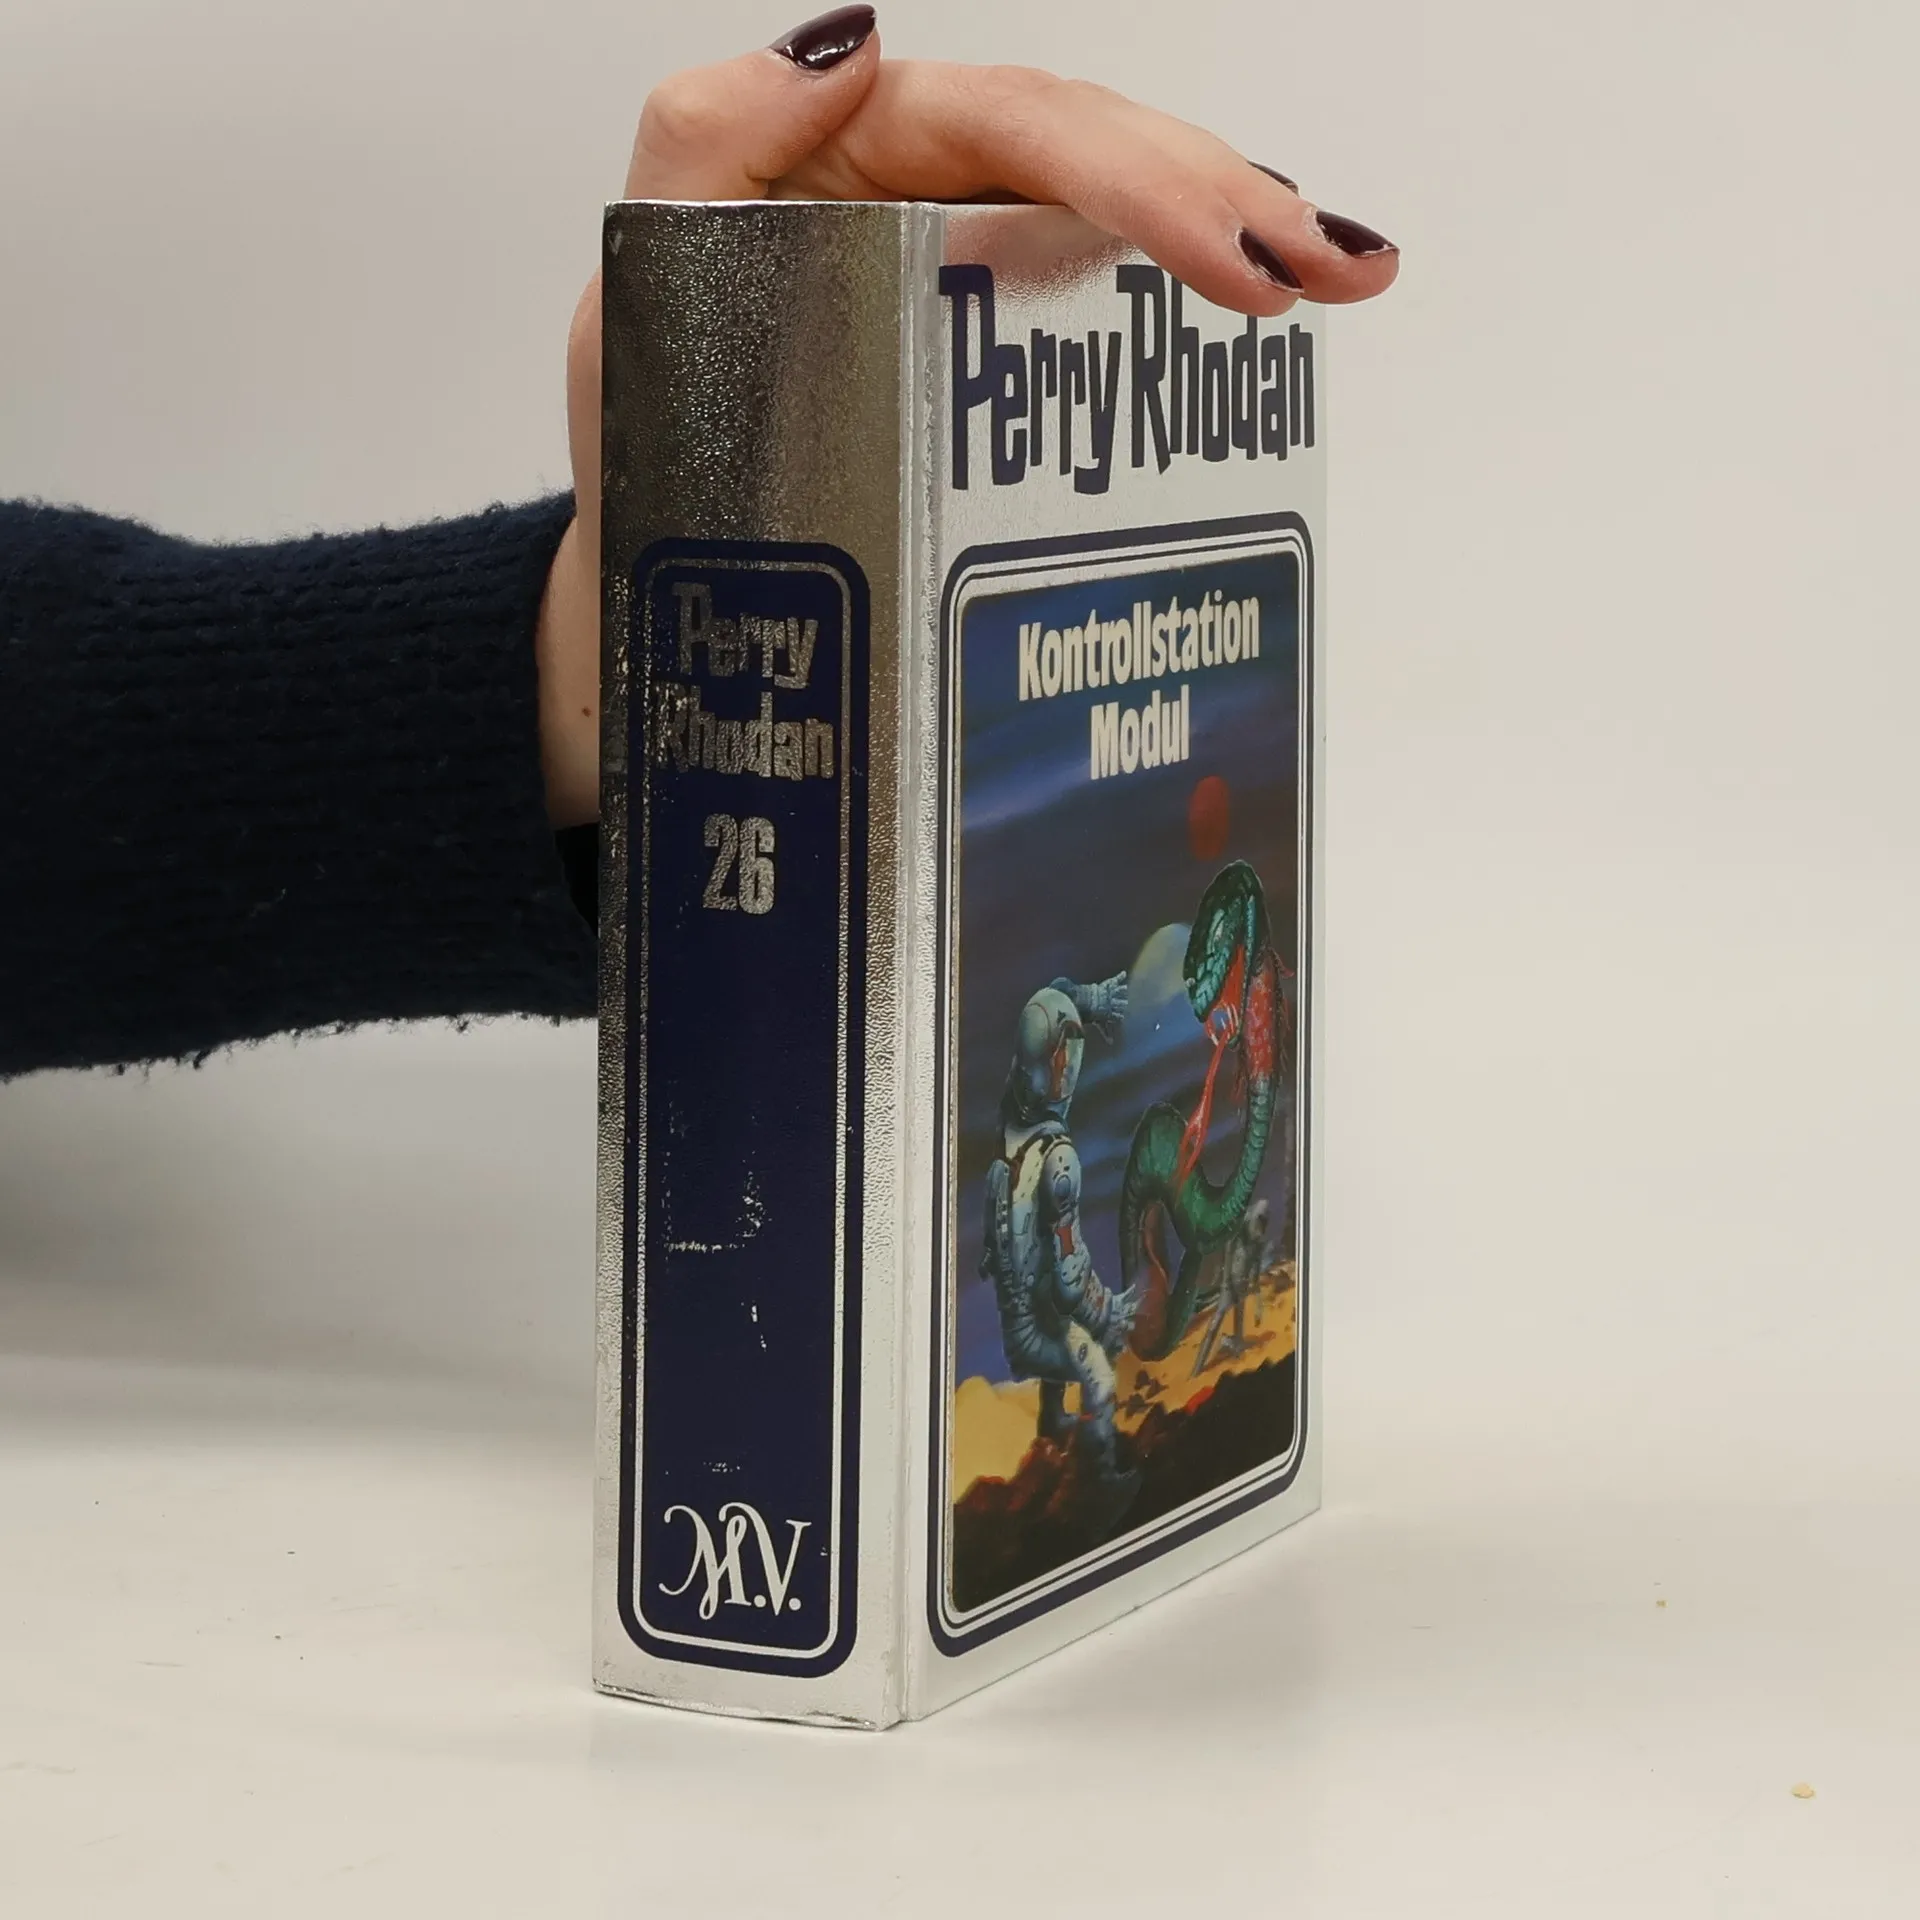 Perry
Rhodan
26
M.V.
Perry Rhodan
Kontrollstation
Modul